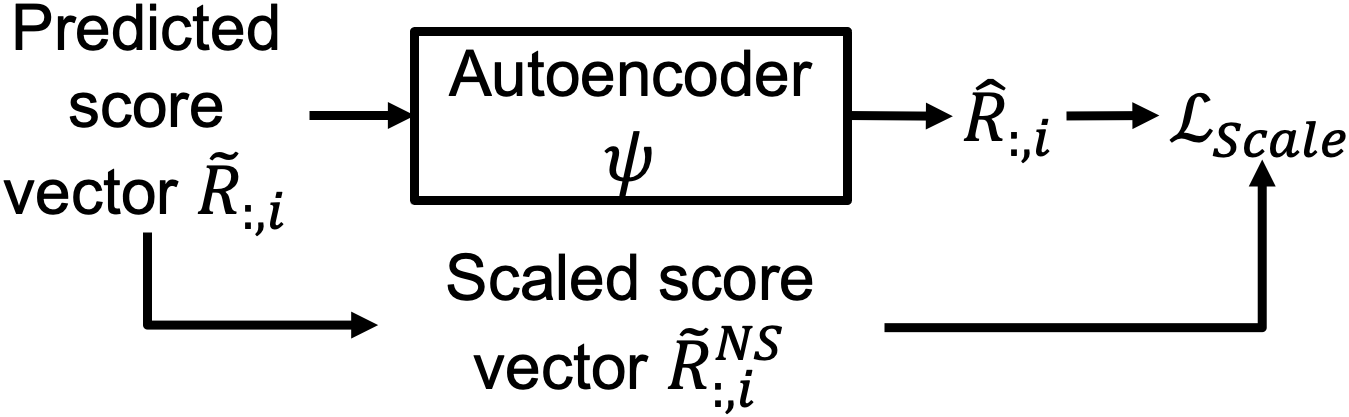 Predicted
score
vector R̃:,i
Autoencoder
ψ
R̂:,i
ℒScale
Scaled score
vector R̃:,iNS